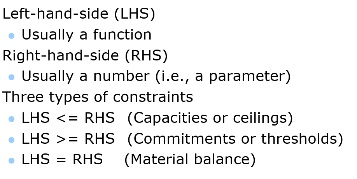 Left-hand-side (LHS)
• Usually a function
Right-hand-side (RHS)
• Usually a number (i.e., a parameter)
Three types of constraints
• LHS <= RHS (Capacities or ceilings)
• LHS >= RHS (Commitments or thresholds)
• LHS = RHS (Material balance)